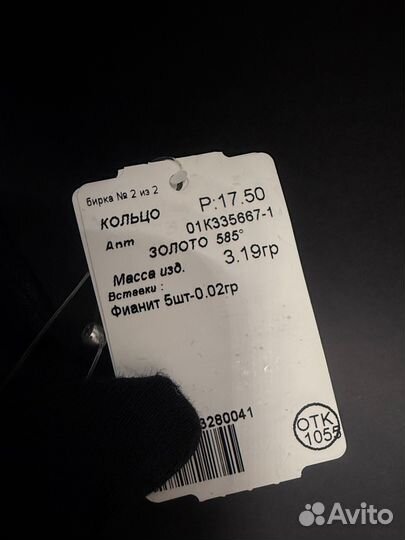 бирка № 2 из 2
КОЛЬЦО Р:17.50
Арт 01К335667-1
ЗОЛОТО 585°
Масса изд. 3.19гр
Вставки :
Фианит 5шт-0.02гр
3280041
ОТК
1055
Avito